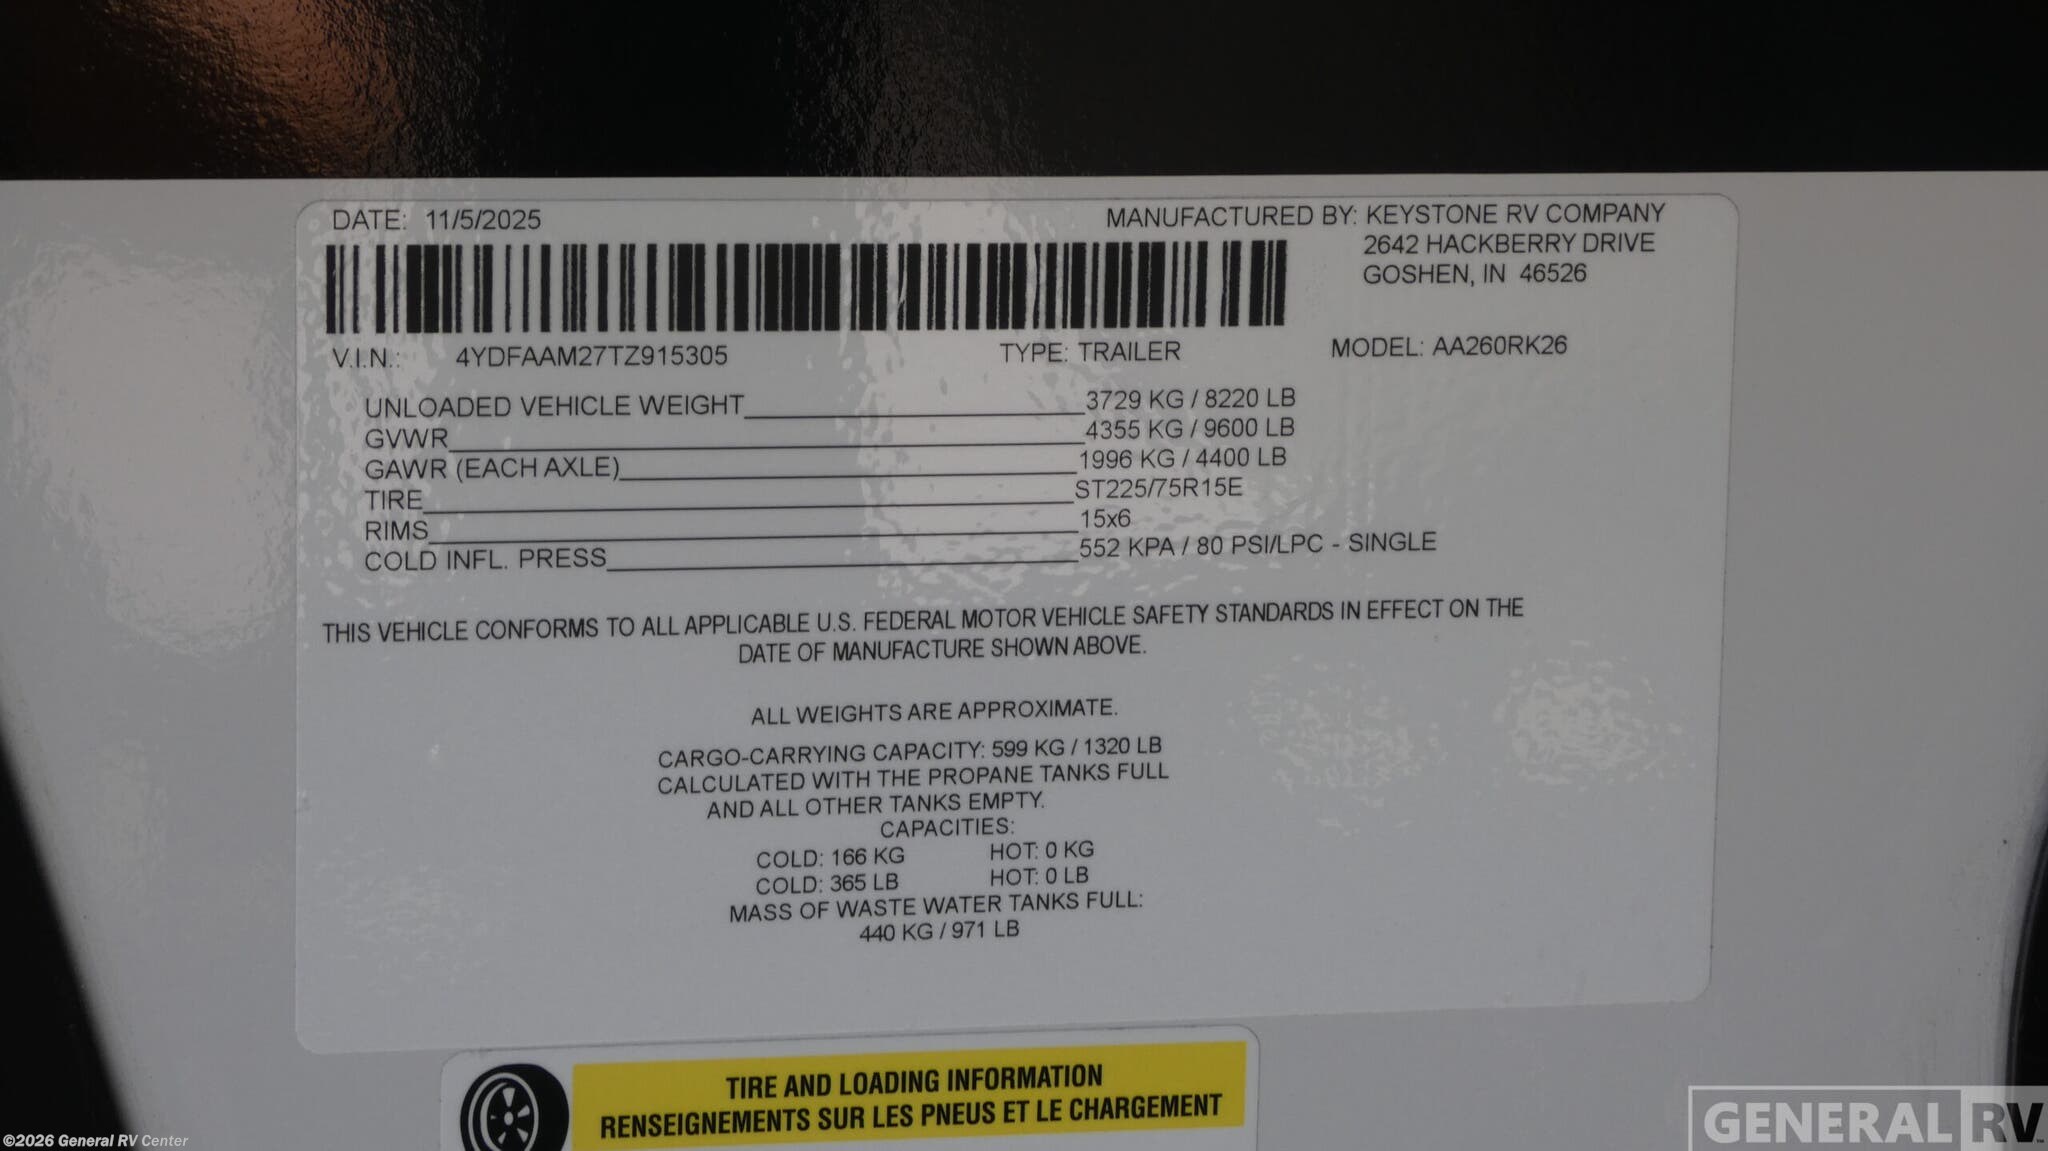 DATE: 11/5/2025
MANUFACTURED BY: KEYSTONE RV COMPANY
2642 HACKBERRY DRIVE
GOSHEN, IN 46526
V.I.N.: 4YDFAAM27TZ915305 TYPE: TRAILER MODEL: AA260RK26
UNLOADED VEHICLE WEIGHT 3729 KG / 8220 LB
GVWR 4355 KG / 9600 LB
GAWR (EACH AXLE) 1996 KG / 4400 LB
TIRE ST225/75R15E
RIMS 15x6
COLD INFL. PRESS 552 KPA / 80 PSI/LPC - SINGLE
THIS VEHICLE CONFORMS TO ALL APPLICABLE U.S. FEDERAL MOTOR VEHICLE SAFETY STANDARDS IN EFFECT ON THE
DATE OF MANUFACTURE SHOWN ABOVE.
ALL WEIGHTS ARE APPROXIMATE.
CARGO-CARRYING CAPACITY: 599 KG / 1320 LB
CALCULATED WITH THE PROPANE TANKS FULL
AND ALL OTHER TANKS EMPTY.
CAPACITIES:
COLD: 166 KG HOT: 0 KG
COLD: 365 LB HOT: 0 LB
MASS OF WASTE WATER TANKS FULL:
440 KG / 971 LB
TIRE AND LOADING INFORMATION
RENSEIGNEMENTS SUR LES PNEUS ET LE CHARGEMENT
©2026 General RV Center
GENERAL RV™